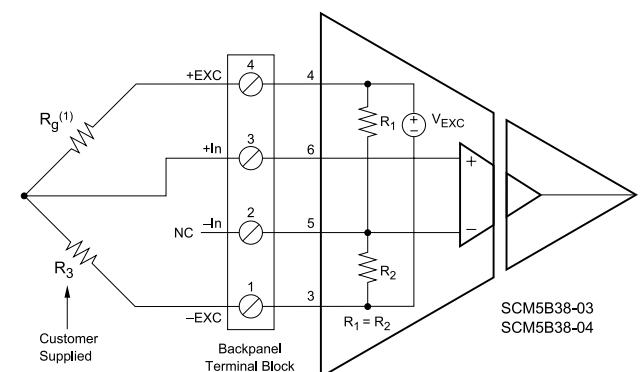 +EXC
4
4
Rg(1)
R1
VEXC
+
−
+In
3
6
+
−In
NC
2
5
−
R3
R2
1
3
−EXC
R1 = R2
SCM5B38-03
SCM5B38-04
Customer
Supplied
Backpanel
Terminal Block